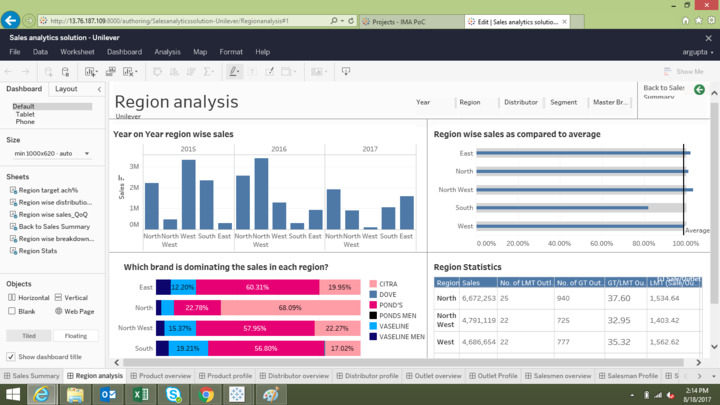 http://13.76.187.109:8000/authoring/Salesanalyticssolution-Unilever/Regionanalysis#1
Projects - IMA PoC
Edit | Sales analytics solutio...
Sales analytics solution - Unilever
File Data Worksheet Dashboard Analysis Map Format Help
argupta
Show Me
Dashboard Layout
Default
Tablet
Phone
Size
min 1000x620 · auto
Sheets
Region target ach%
Region wise distributio...
Region wise sales_QoQ
Back to Sales Summary
Region wise breakdown...
Region Stats
Objects
Horizontal Vertical
Blank Web Page
Tiled Floating
Show dashboard title
Region analysis
Unilever
Year Region Distributor Segment Master Br...
Back to Sales
Summary
Year on Year region wise sales
2015 2016 2017
Sales
3M
2M
1M
0M
North North West South East North North West South East North North West South East
Region wise sales as compared to average
East
North
North West
South
West
0.00% 20.00% 40.00% 60.00% 80.00% 100.00%
Average
Which brand is dominating the sales in each region?
East 12.20% 60.31% 19.95%
North 22.78% 68.09%
North West 15.37% 57.95% 22.27%
South 19.21% 56.80% 17.02%
CITRA
DOVE
POND'S
PONDS MEN
VASELINE
VASELINE MEN
Region Statistics
Region Sales No. of LMT Outl.. No. of GT Out.. GT/LMT Ou..
North 6,672,253 25 940 37.60 1,534.64
North West 4,791,119 22 725 32.95 1,403.42
West 4,686,654 22 777 35.32 1,562.62
Sales Summary Region analysis Product overview Product profile Distributor overview Distributor profile Outlet overview Outlet Profile Salesmen overview Salesman Profile S
2:14 PM
8/18/2017